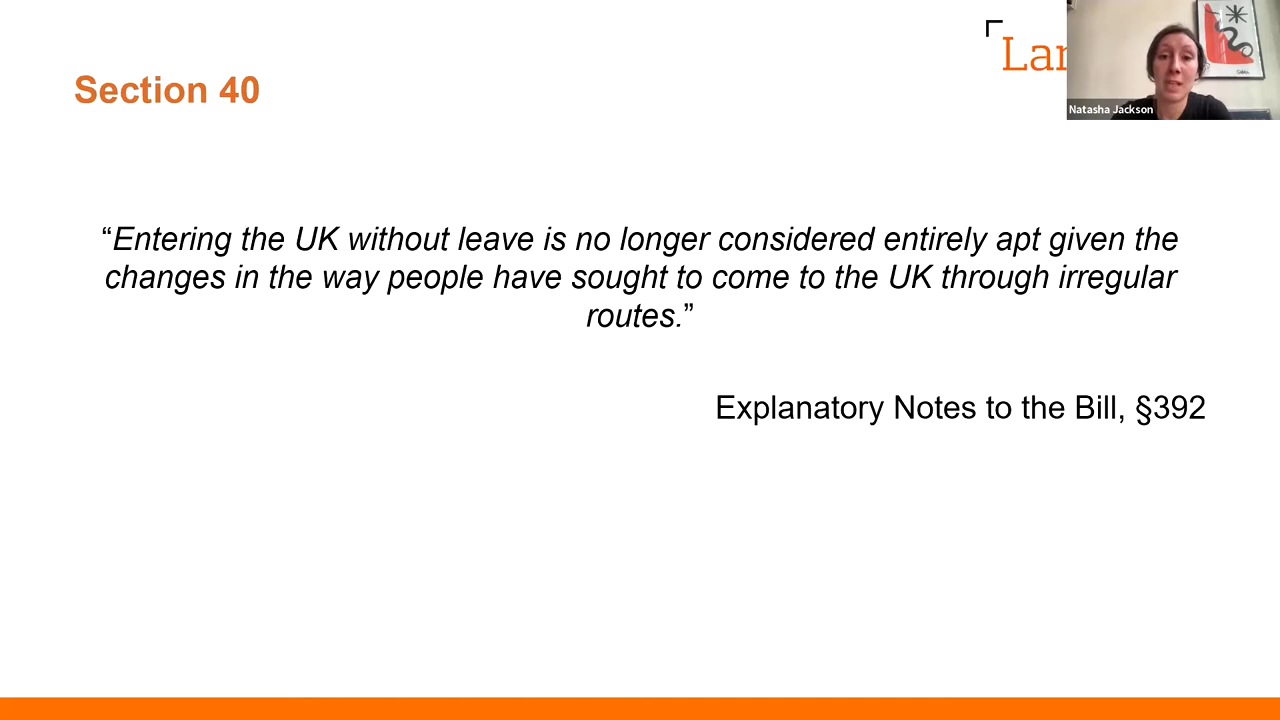 Section 40
Lan
Natasha Jackson
“Entering the UK without leave is no longer considered entirely apt given the
changes in the way people have sought to come to the UK through irregular
routes.”
Explanatory Notes to the Bill, §392